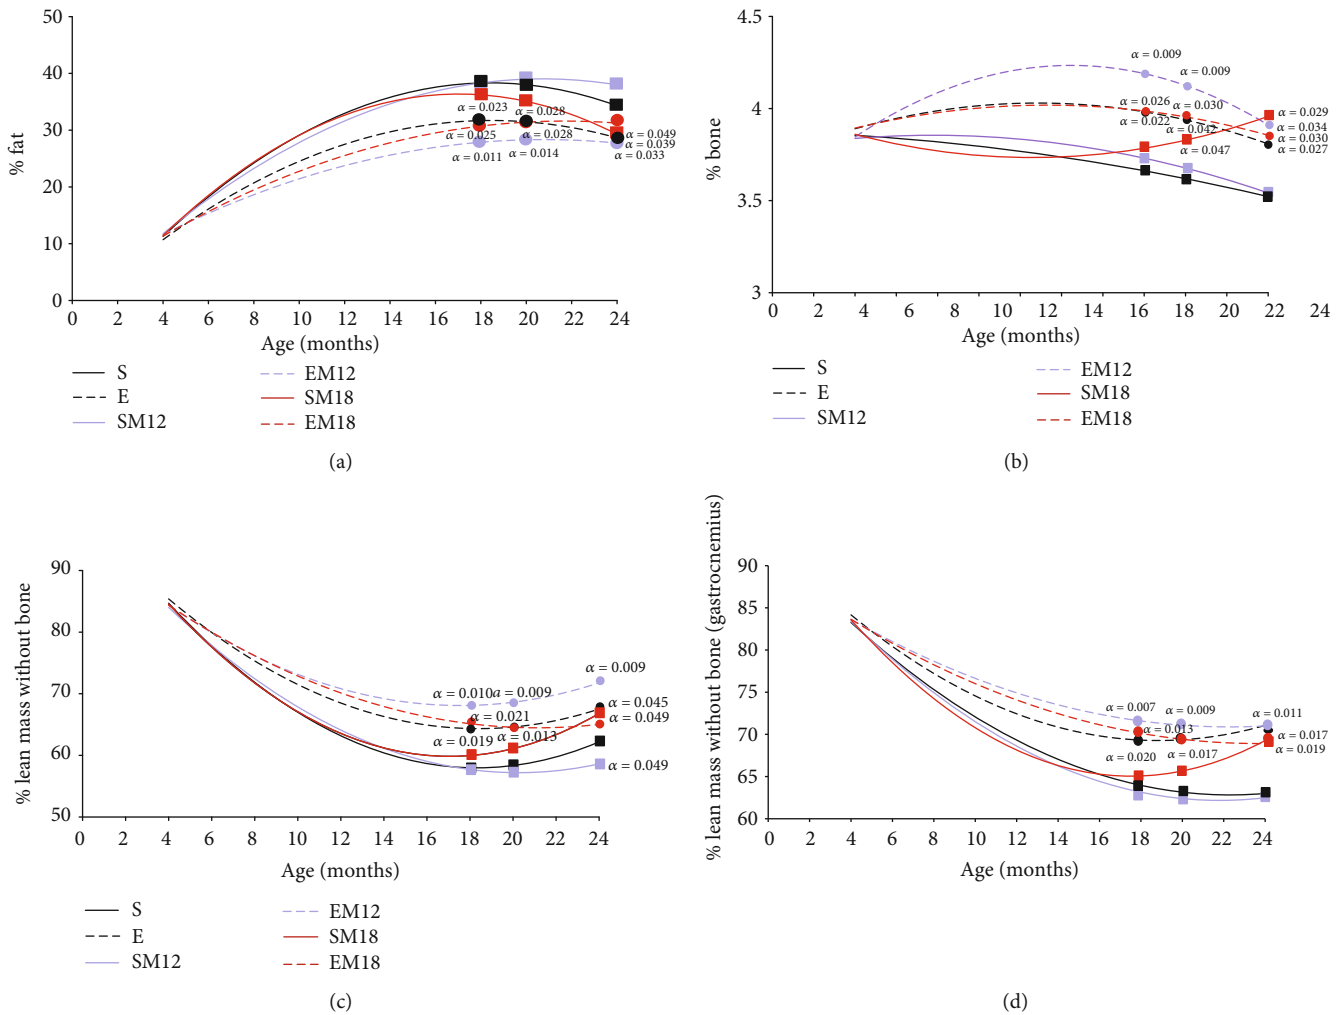 50
40
30
20
10
0
% fat
α = 0.023
α = 0.028
α = 0.025
α = 0.028
α = 0.011
α = 0.014
α = 0.049
α = 0.039
α = 0.033
0 2 4 6 8 10 12 14 16 18 20 22 24
Age (months)
S
E
SM12
EM12
SM18
EM18
(a)
4.5
4
3.5
3
% bone
α = 0.009
α = 0.009
α = 0.026
α = 0.030
α = 0.022
α = 0.042
α = 0.047
α = 0.029
α = 0.034
α = 0.030
α = 0.027
0 2 4 6 8 10 12 14 16 18 20 22 24
Age (months)
S
E
SM12
EM12
SM18
EM18
(b)
90
80
70
60
50
% lean mass without bone
α = 0.009
α = 0.010
a = 0.009
α = 0.021
α = 0.019
α = 0.013
α = 0.045
α = 0.049
α = 0.049
0 2 4 6 8 10 12 14 16 18 20 22 24
Age (months)
S
E
SM12
EM12
SM18
EM18
(c)
90
85
80
75
70
65
60
% lean mass without bone (gastrocnemius)
α = 0.007
α = 0.009
α = 0.011
α = 0.013
α = 0.020
α = 0.017
α = 0.017
α = 0.019
0 2 4 6 8 10 12 14 16 18 20 22 24
Age (months)
(d)